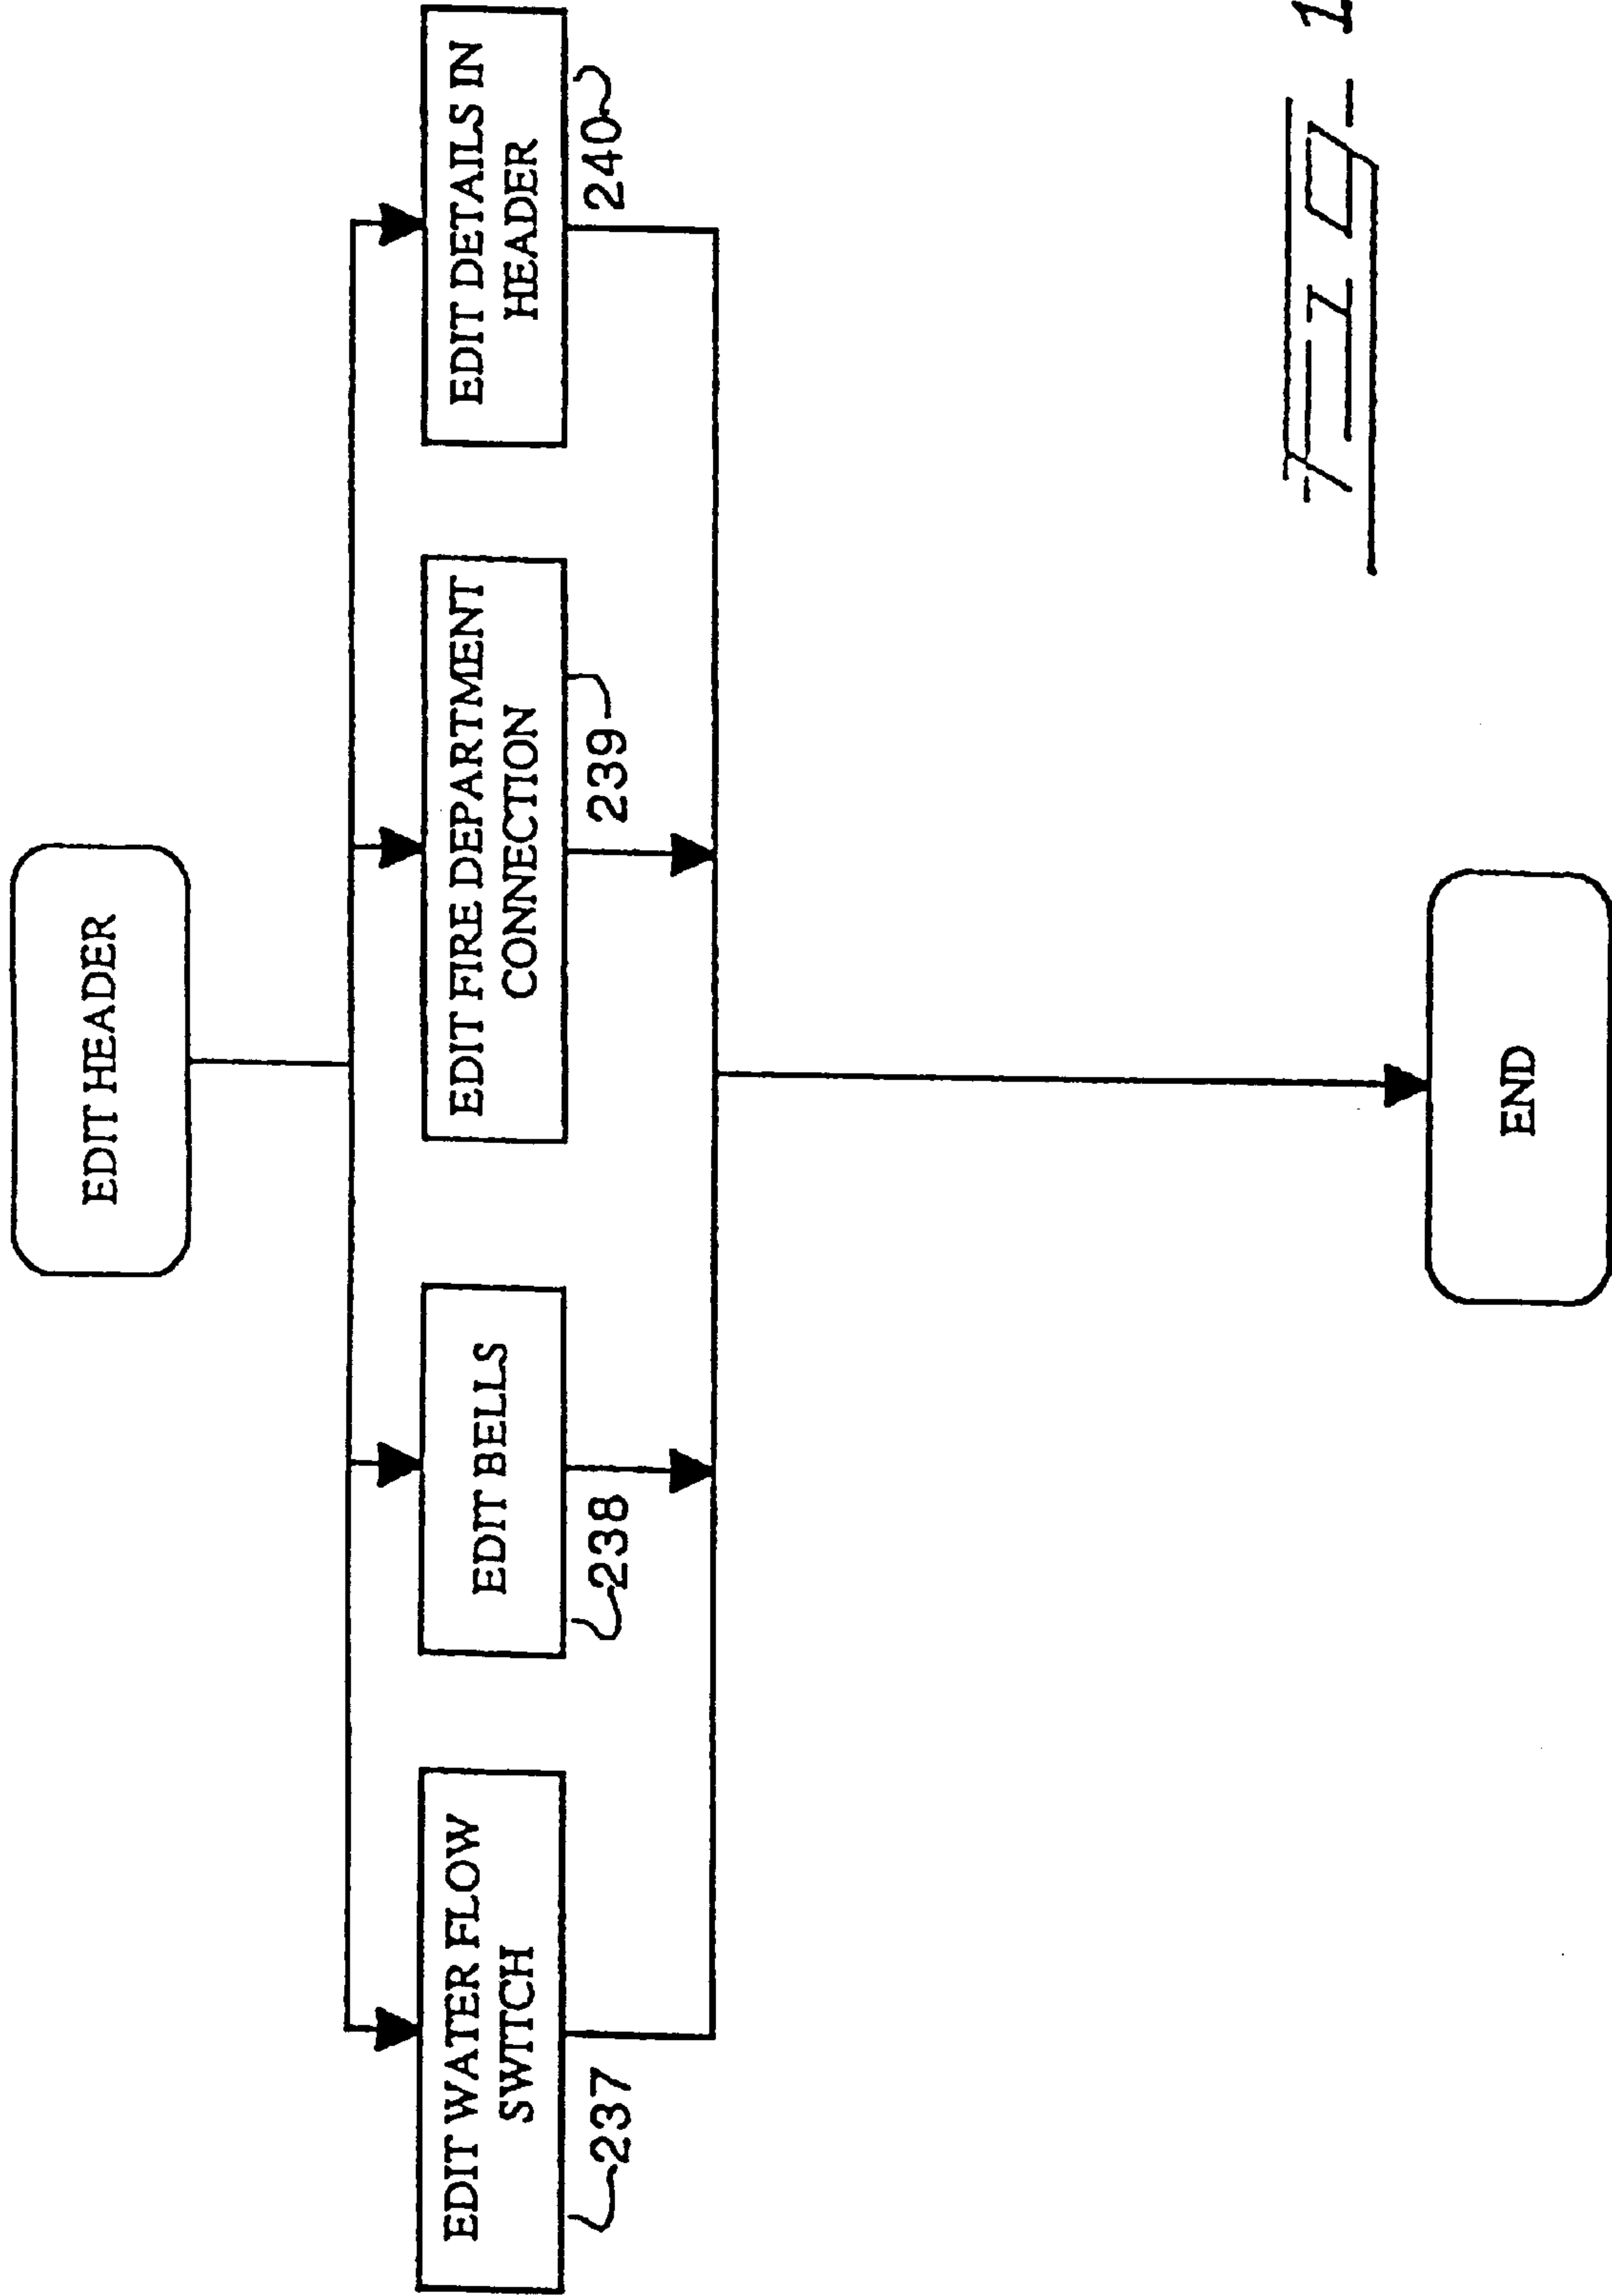 EDIT HEADER
EDIT WATER FLOW
SWITCH
237
EDIT BELLS
238
EDIT FIRE DEPARTMENT
CONNECTION
239
EDIT DETAILS IN
HEADER
240
END